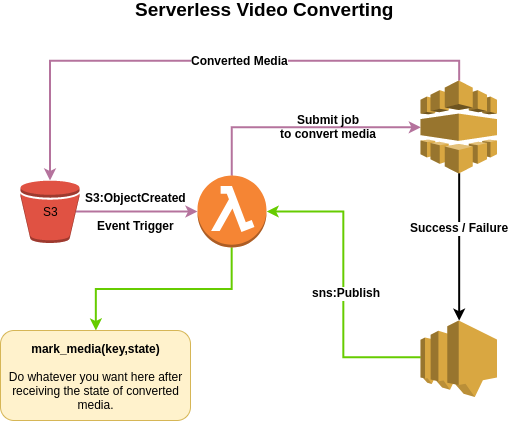 Serverless Video Converting
Converted Media
Submit job
to convert media
S3:ObjectCreated
S3
Event Trigger
Success / Failure
sns:Publish
mark_media(key,state)
Do whatever you want here after
receiving the state of converted
media.